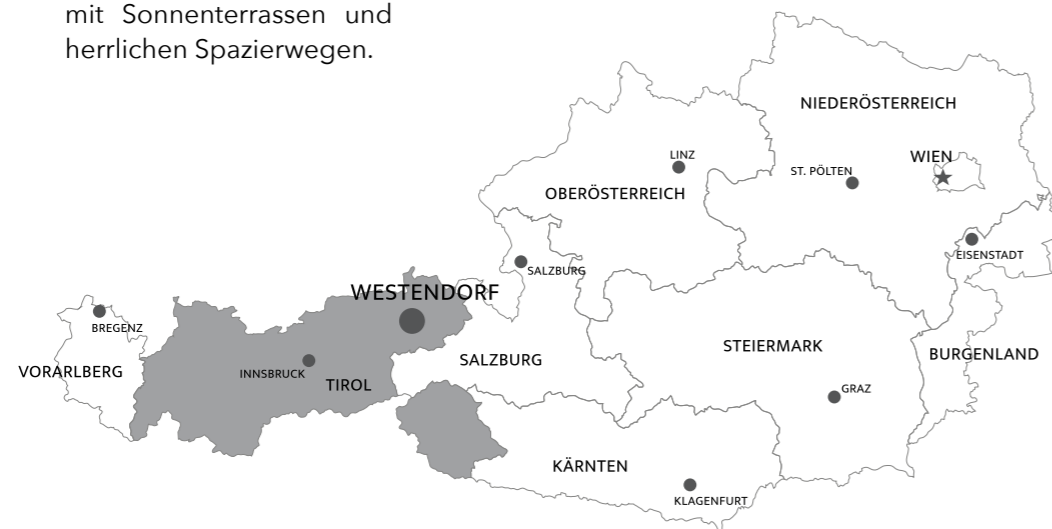 mit Sonnenterrassen und
herrlichen Spazierwegen.
NIEDERÖSTERREICH
LINZ
WIEN
ST. PÖLTEN
OBERÖSTERREICH
EISENSTADT
SALZBURG
WESTENDORF
BREGENZ
STEIERMARK
BURGENLAND
SALZBURG
VORARLBERG
INNSBRUCK
TIROL
GRAZ
KÄRNTEN
KLAGENFURT